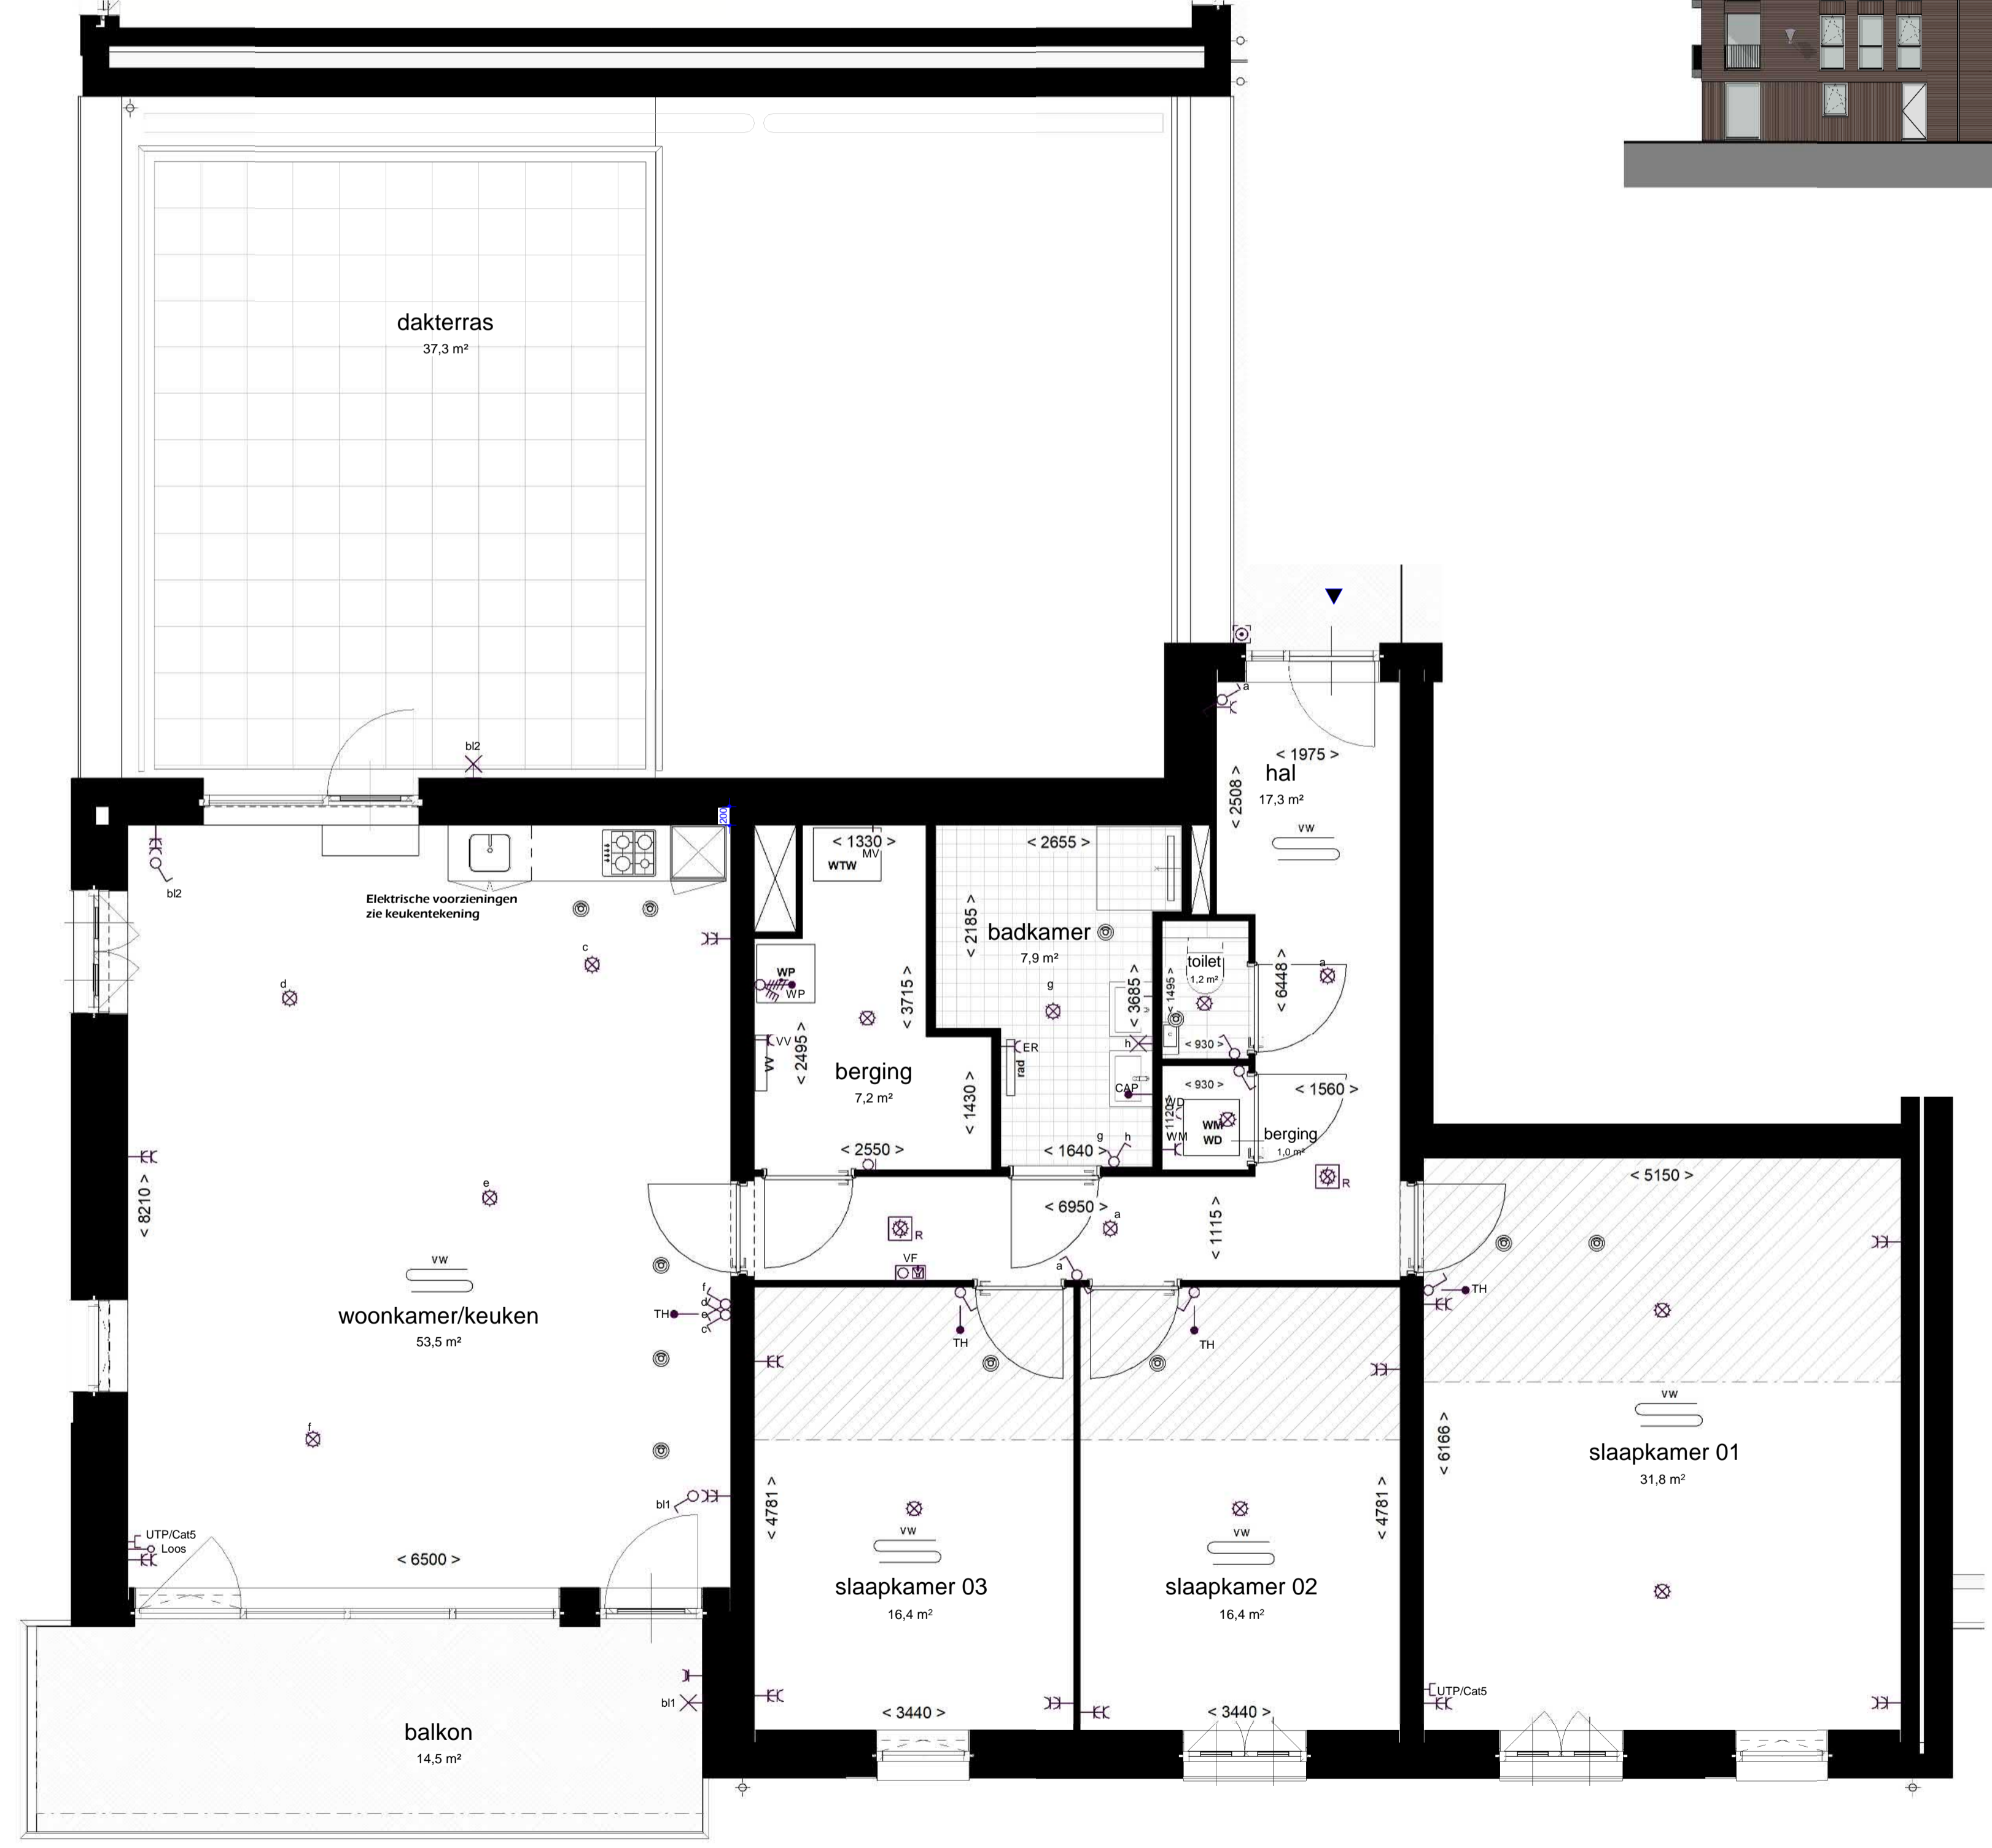 dakterras
37,3 m²
bl2
200
a
< 1975 >
hal
17,3 m²
< 2508 >
vw
bl2
Elektrische voorzieningen
zie keukentekening
< 1330 >
MV
WTW
< 2655 >
< 2185 >
badkamer
7,9 m²
toilet
1,2 m²
< 1495 >
< 930 >
< 6448 >
a
c
d
WP
WP
< 3715 >
g
< 3685 >
h
VV
VV
< 2495 >
ER
rad
berging
7,2 m²
< 1430 >
CAP
< 930 >
< 1560 >
WD
< 1120 >
WM
WM
WD
berging
1,0 m²
g
h
< 2550 >
< 1640 >
R
< 8210 >
e
< 6950 >
a
< 1115 >
R
VF
a
< 5150 >
vw
woonkamer/keuken
53,5 m²
f
d
e
c
TH
TH
TH
TH
f
vw
slaapkamer 01
31,8 m²
< 6166 >
< 4781 >
< 4781 >
bl1
UTP/Cat5
Loos
< 6500 >
vw
slaapkamer 03
16,4 m²
vw
slaapkamer 02
16,4 m²
UTP/Cat5
< 3440 >
< 3440 >
bl1
balkon
14,5 m²